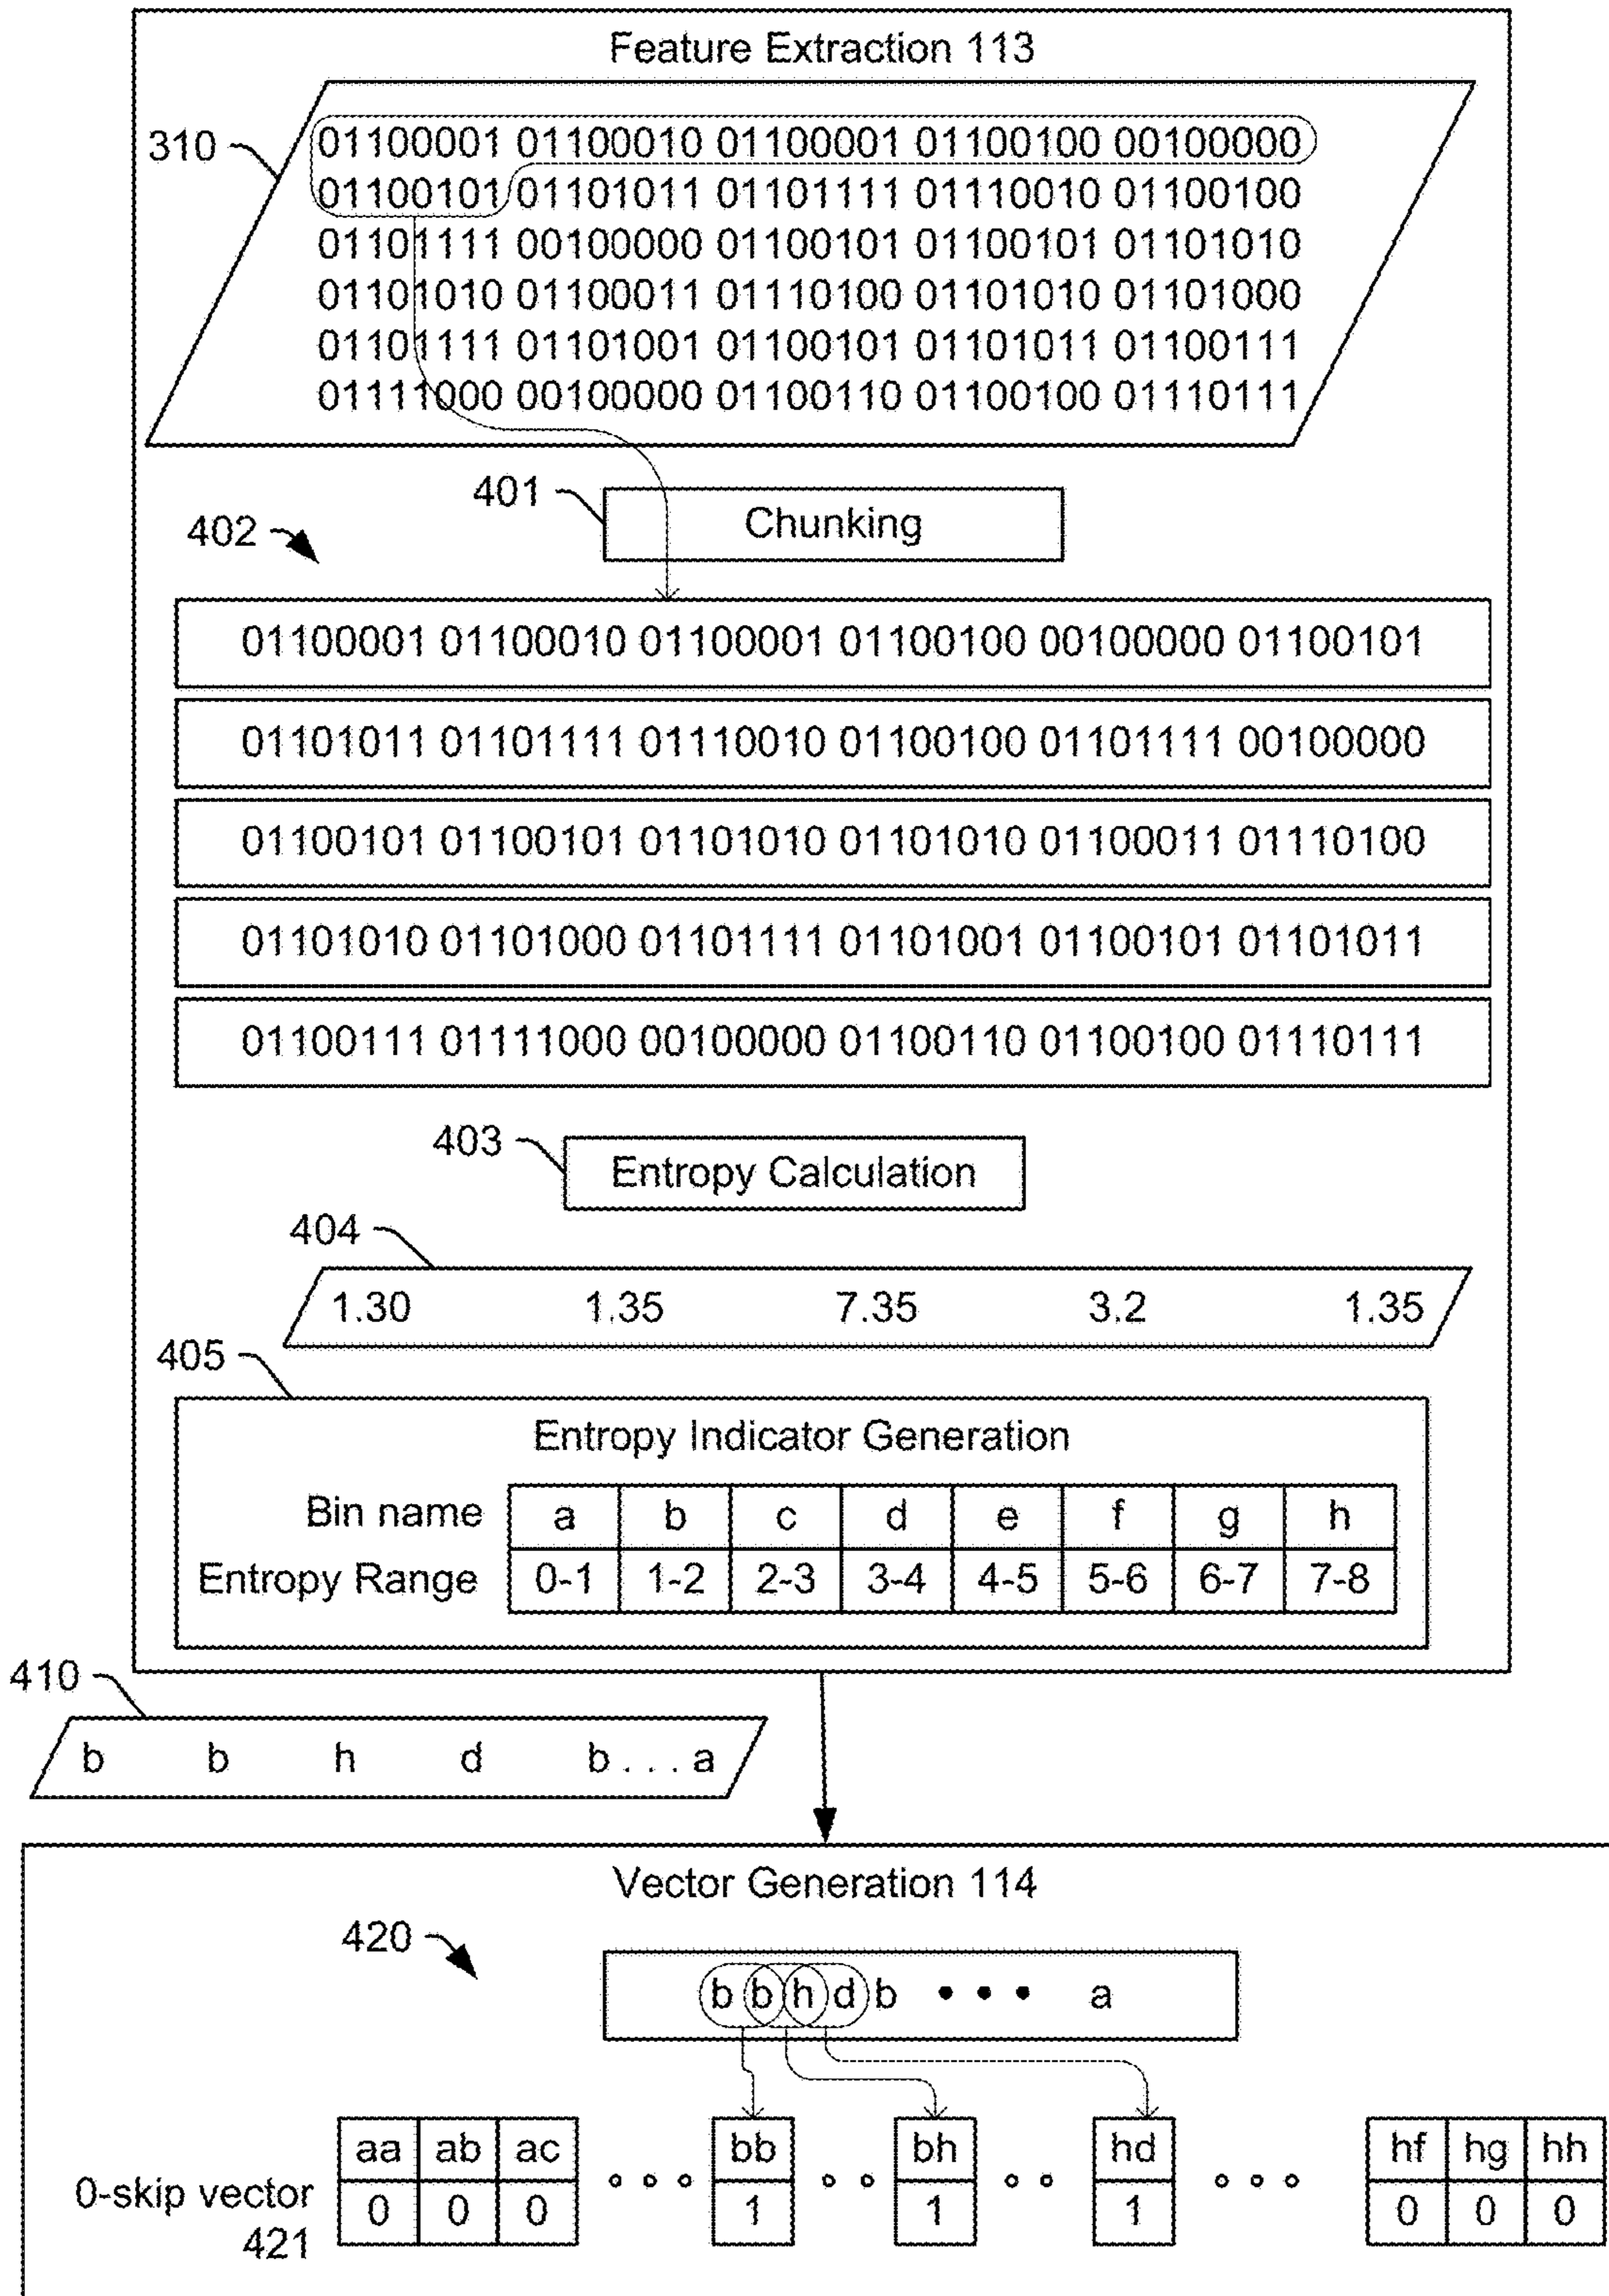 Feature Extraction 113
310
01100001 01100010 01100001 01100100 00100000
01100101 01101011 01101111 01110010 01100100
01101111 00100000 01100101 01100101 01101010
01101010 01100011 01110100 01101010 01101000
01101111 01101001 01100101 01101011 01100111
01111000 00100000 01100110 01100100 01110111
401
Chunking
402
01100001 01100010 01100001 01100100 00100000 01100101
01101011 01101111 01110010 01100100 01101111 00100000
01100101 01100101 01101010 01101010 01100011 01110100
01101010 01101000 01101111 01101001 01100101 01101011
01100111 01111000 00100000 01100110 01100100 01110111
403
Entropy Calculation
404
1.30 1.35 7.35 3.2 1.35
405
Entropy Indicator Generation
Bin name a b c d e f g h
Entropy Range 0-1 1-2 2-3 3-4 4-5 5-6 6-7 7-8
410
b b h d b . . . a
Vector Generation 114
420
b b h d b • • • a
aa ab ac bb bh hd hf hg hh
0-skip vector 0 0 0 1 1 1 0 0 0
421